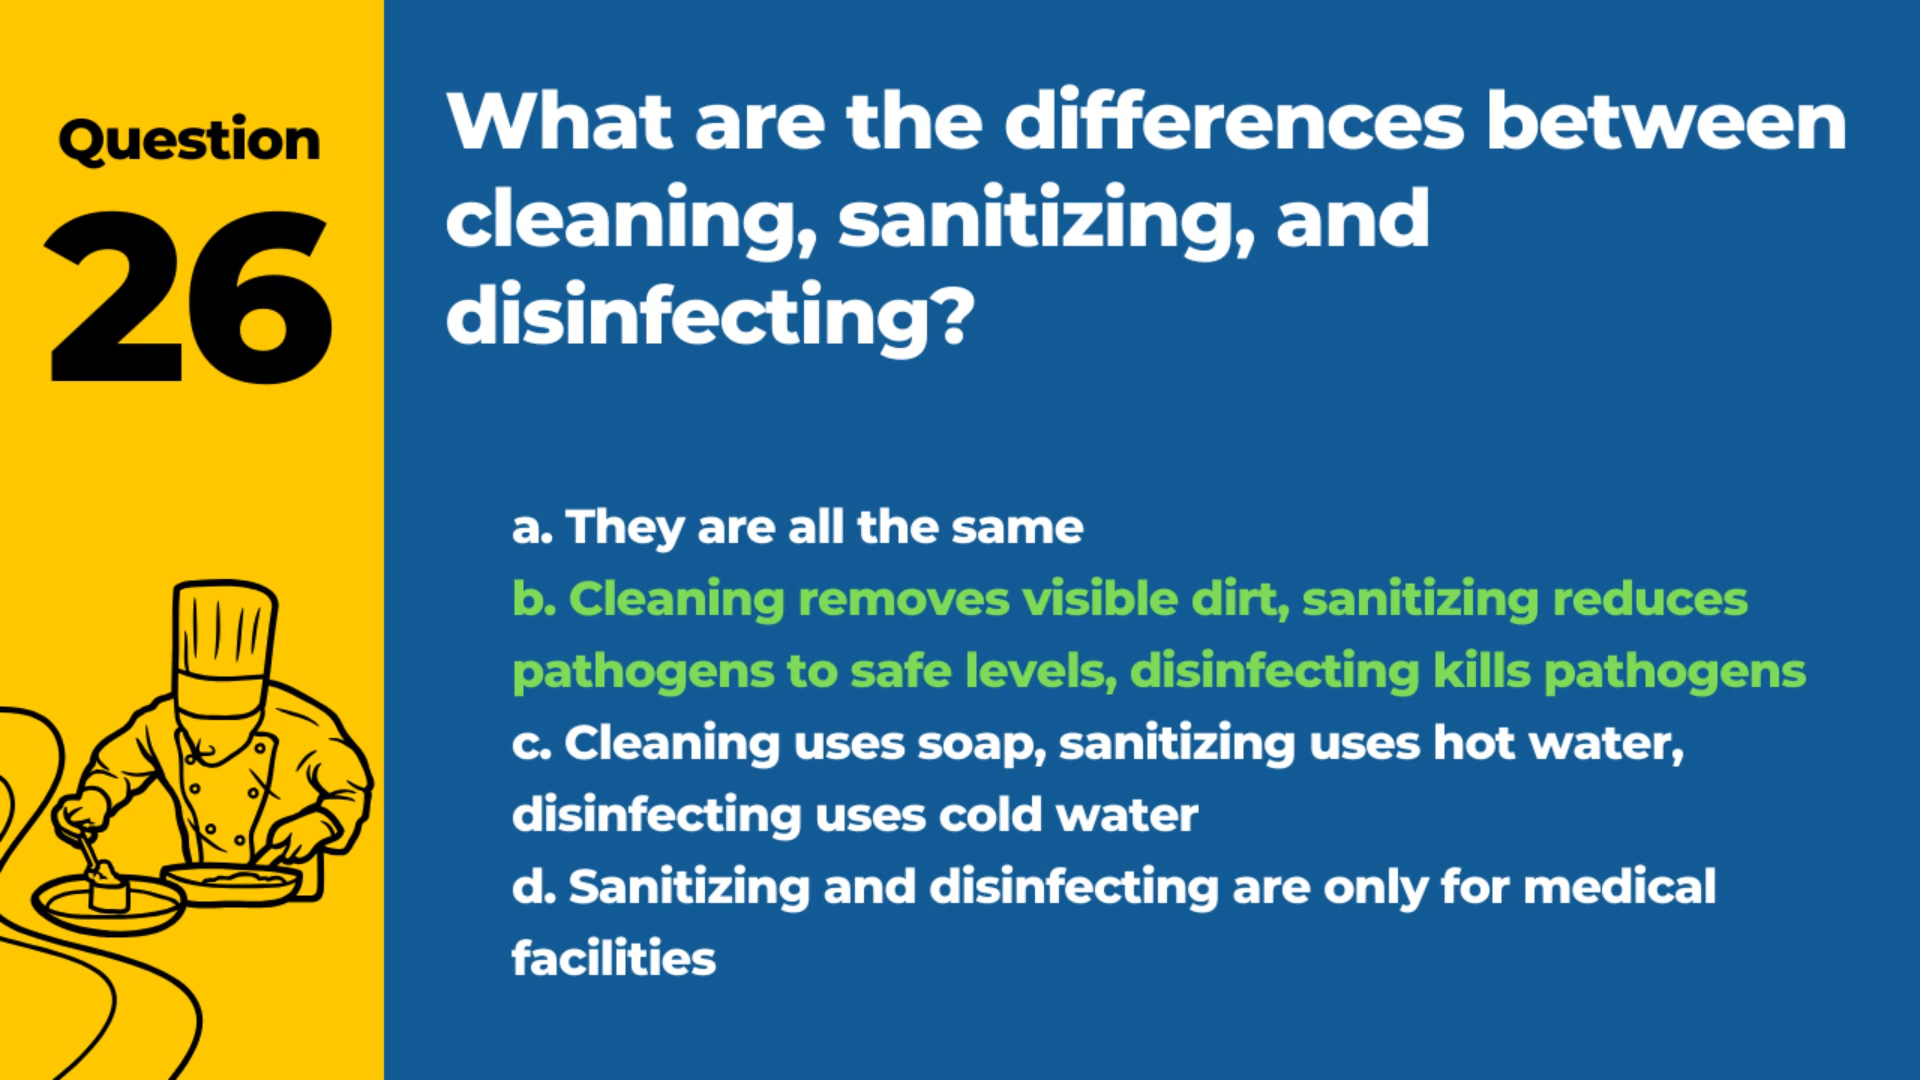 Question
26
What are the differences between
cleaning, sanitizing, and
disinfecting?
a. They are all the same
b. Cleaning removes visible dirt, sanitizing reduces
pathogens to safe levels, disinfecting kills pathogens
c. Cleaning uses soap, sanitizing uses hot water,
disinfecting uses cold water
d. Sanitizing and disinfecting are only for medical
facilities